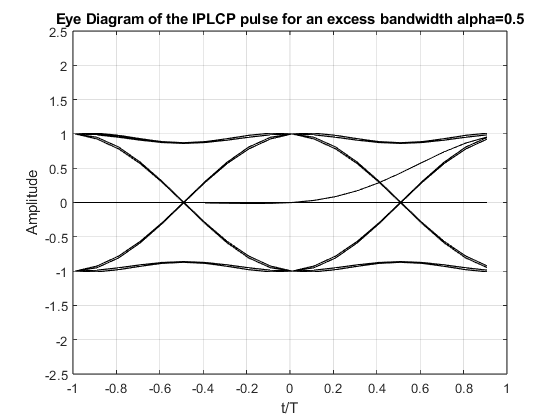 Eye Diagram of the IPLCP pulse for an excess bandwidth alpha=0.5
2.5
2
1.5
1
0.5
0
-0.5
-1
-1.5
-2
-2.5
Amplitude
-1 -0.8 -0.6 -0.4 -0.2 0 0.2 0.4 0.6 0.8 1
t/T